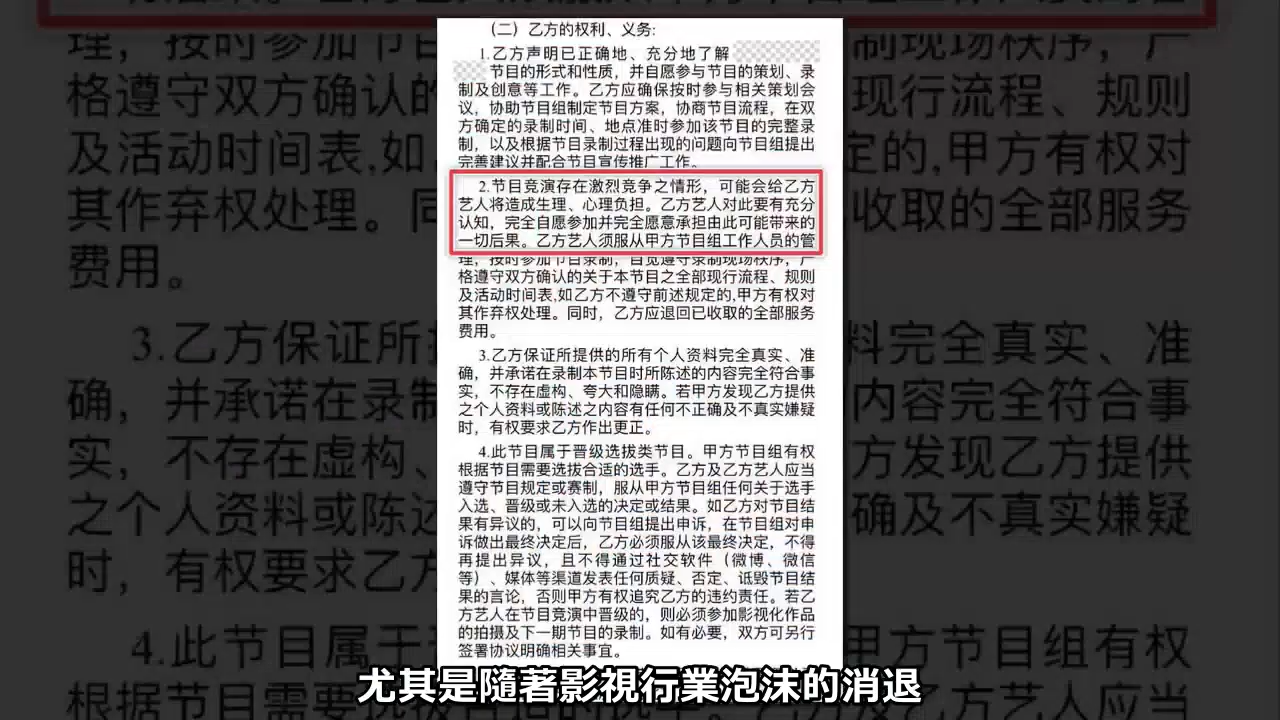 （二）乙方的权利、义务:
1.乙方声明已正确地、充分地了解
节目的形式和性质，并自愿参与节目的策划、录
制及创意等工作。乙方应确保按时参与相关策划会
议，协助节目组制定节目方案，协商节目流程，在双
方确定的录制时间、地点准时参加该节目的完整录
制，以及根据节目录制过程出现的问题向节目组提出
完善建议并配合节目宣传推广工作。
2.节目竞演存在激烈竞争之情形，可能会给乙方
艺人将造成生理、心理负担。乙方艺人对此要有充分
认知，完全自愿参加并完全愿意承担由此可能带来的
一切后果。乙方艺人须服从甲方节目组工作人员的管
理，按时参加节目录制，自觉遵守录制现场秩序，严
格遵守双方确认的关于本节目之全部现行流程、规则
及活动时间表,如乙方不遵守前述规定的,甲方有权对
其作弃权处理。同时，乙方应退回已收取的全部服务
费用。
3.乙方保证所提供的所有个人资料完全真实、准
确，并承诺在录制本节目时所陈述的内容完全符合事
实，不存在虚构、夸大和隐瞒。若甲方发现乙方提供
之个人资料或陈述之内容有任何不正确及不真实嫌疑
时，有权要求乙方作出更正。
4.此节目属于晋级选拔类节目。甲方节目组有权
根据节目需要选拔合适的选手。乙方及乙方艺人应当
遵守节目规定或赛制，服从甲方节目组任何关于选手
入选、晋级或未入选的决定或结果。如乙方对节目结
果有异议的，可以向节目组提出申诉，在节目组对申
诉做出最终决定后，乙方必须服从该最终决定，不得
再提出异议，且不得通过社交软件（微博、微信
等）、媒体等渠道发表任何质疑、否定、诋毁节目结
果的言论，否则甲方有权追究乙方的违约责任。若乙
方艺人在节目竞演中晋级的，则必须参加影视化作品
的拍摄及下一期节目的录制。如有必要，双方可另行
签署协议明确相关事宜。
尤其是隨著影視行業泡沫的消退